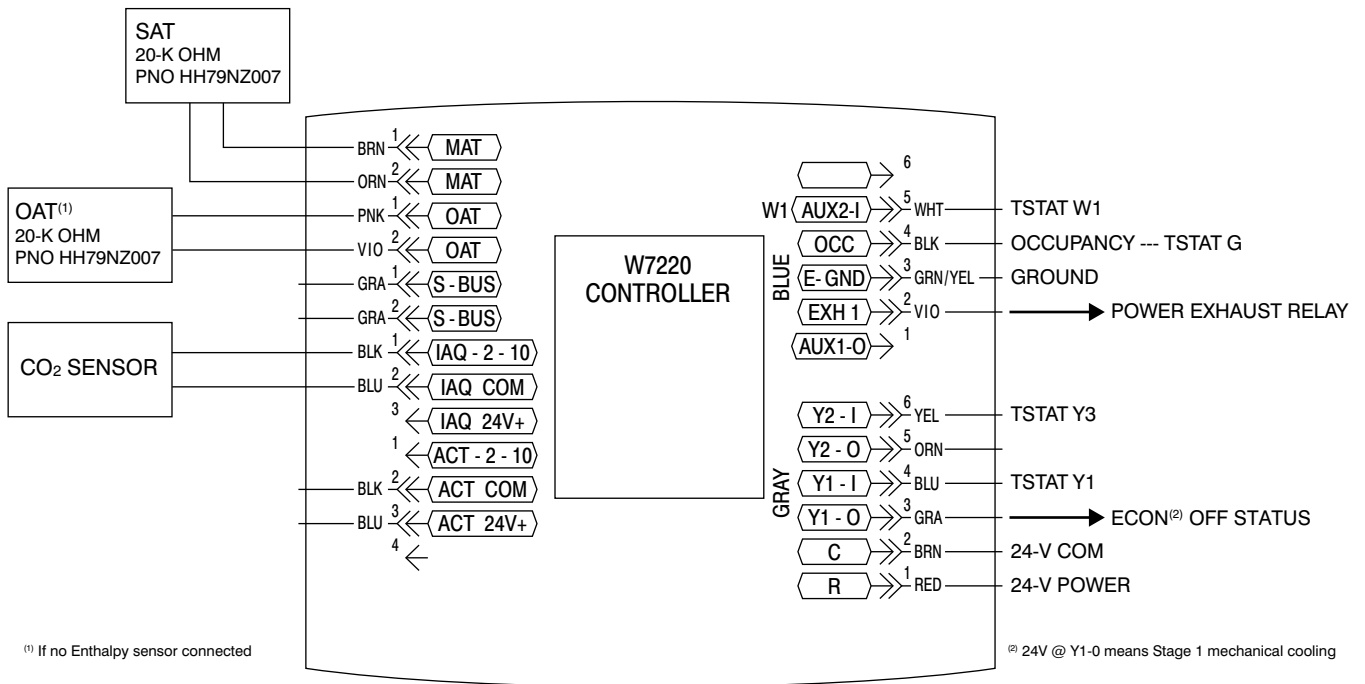 SAT
20-K OHM
PNO HH79NZ007
OAT(1)
20-K OHM
PNO HH79NZ007
CO2 SENSOR
BRN 1 MAT
ORN 2 MAT
PNK 1 OAT
VIO 2 OAT
GRA 1 S-BUS
GRA 2 S-BUS
BLK 1 IAQ - 2 - 10
BLU 2 IAQ COM
3 IAQ 24V+
1 ACT - 2 - 10
BLK 2 ACT COM
BLU 3 ACT 24V+
4
W7220
CONTROLLER
BLUE
6
W1 AUX2-I 5 WHT TSTAT W1
OCC 4 BLK OCCUPANCY --- TSTAT G
E-GND 3 GRN/YEL GROUND
EXH 1 2 VIO POWER EXHAUST RELAY
AUX1-O 1
GRAY
Y2 - I 6 YEL TSTAT Y3
Y2 - O 5 ORN
Y1 - I 4 BLU TSTAT Y1
Y1 - O 3 GRA ECON(2) OFF STATUS
C 2 BRN 24-V COM
R 1 RED 24-V POWER
(1) If no Enthalpy sensor connected
(2) 24V @ Y1-0 means Stage 1 mechanical cooling